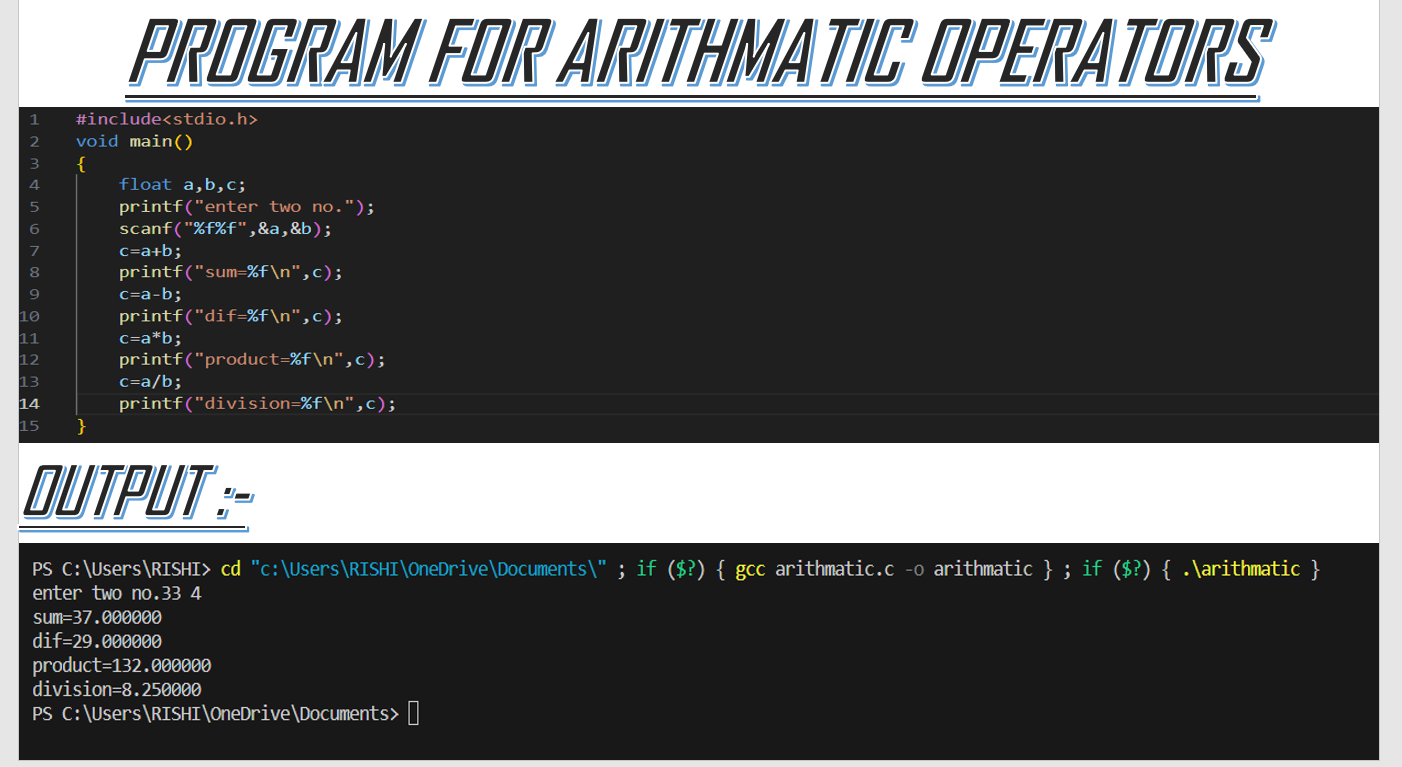 PROGRAM FOR ARITHMATIC OPERATORS
1 #include<stdio.h>
2 void main()
3 {
4 float a,b,c;
5 printf("enter two no.");
6 scanf("%f%f",&a,&b);
7 c=a+b;
8 printf("sum=%f\n",c);
9 c=a-b;
10 printf("dif=%f\n",c);
11 c=a*b;
12 printf("product=%f\n",c);
13 c=a/b;
14 printf("division=%f\n",c);
15 }
OUTPUT :-
PS C:\Users\RISHI> cd "c:\Users\RISHI\OneDrive\Documents\" ; if ($?) { gcc arithmatic.c -o arithmatic } ; if ($?) { .\arithmatic }
enter two no.33 4
sum=37.000000
dif=29.000000
product=132.000000
division=8.250000
PS C:\Users\RISHI\OneDrive\Documents>